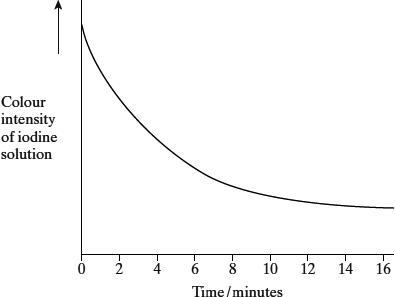 Colour
intensity
of iodine
solution
0 2 4 6 8 10 12 14 16
Time/minutes